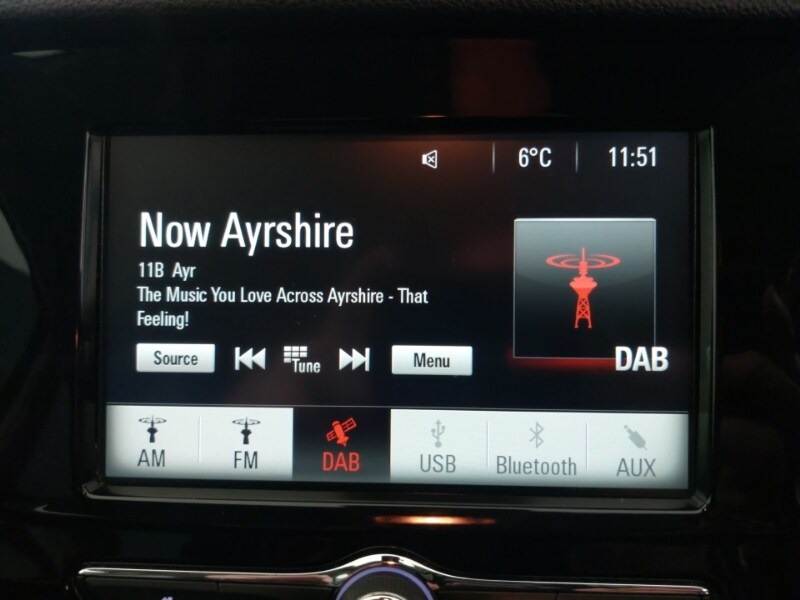 6°C 11:51
Now Ayrshire
11B Ayr
The Music You Love Across Ayrshire - That
Feeling!
DAB
Source Tune Menu
AM FM DAB USB Bluetooth AUX